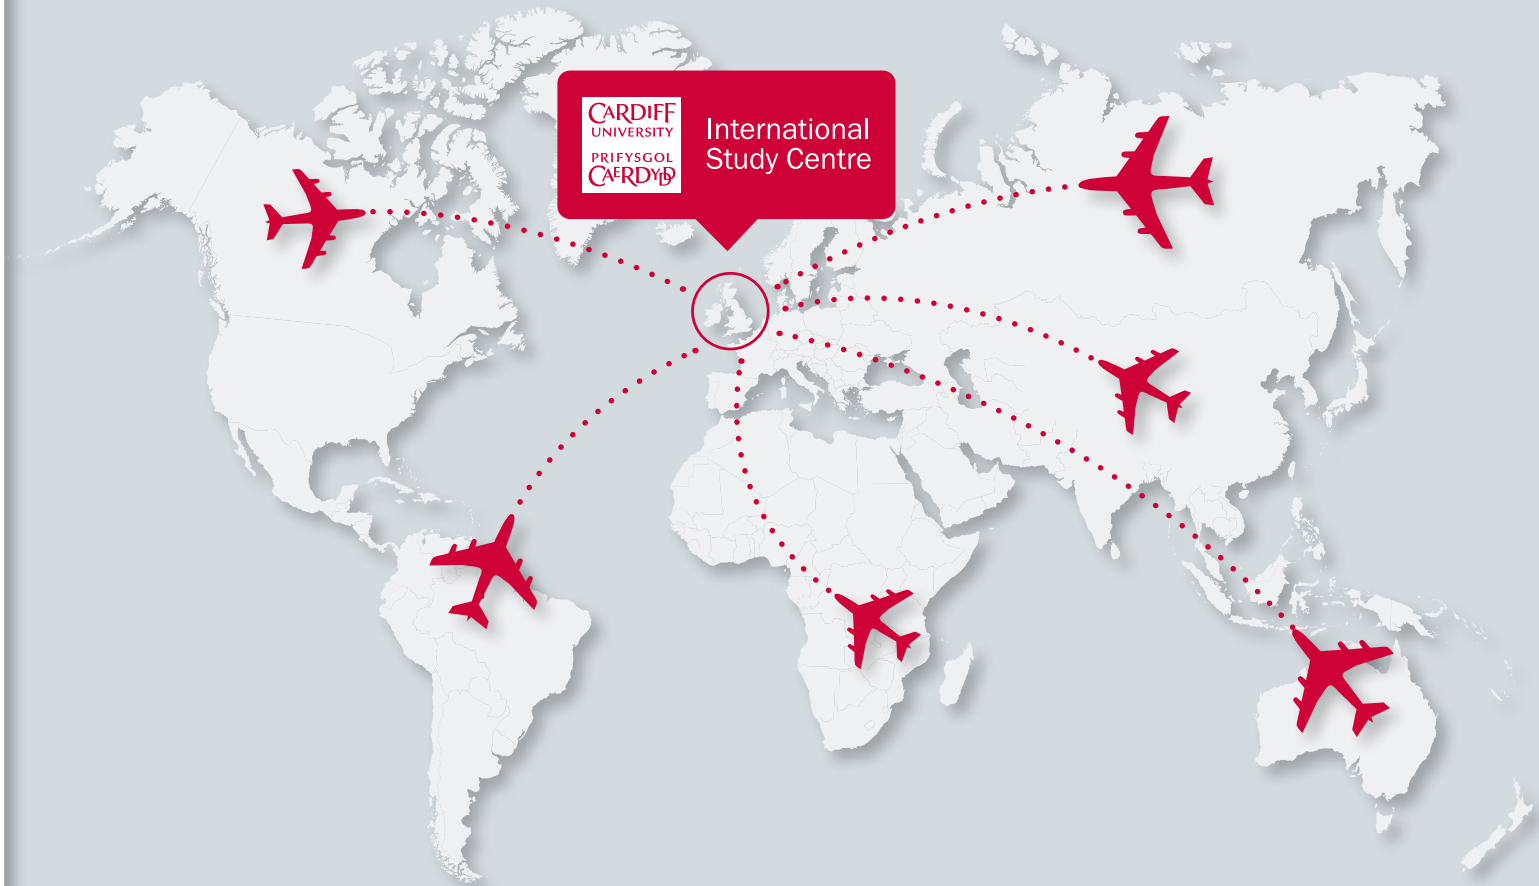 CARDIFF
UNIVERSITY
PRIFYSGOL
CAERDYDD
International
Study Centre